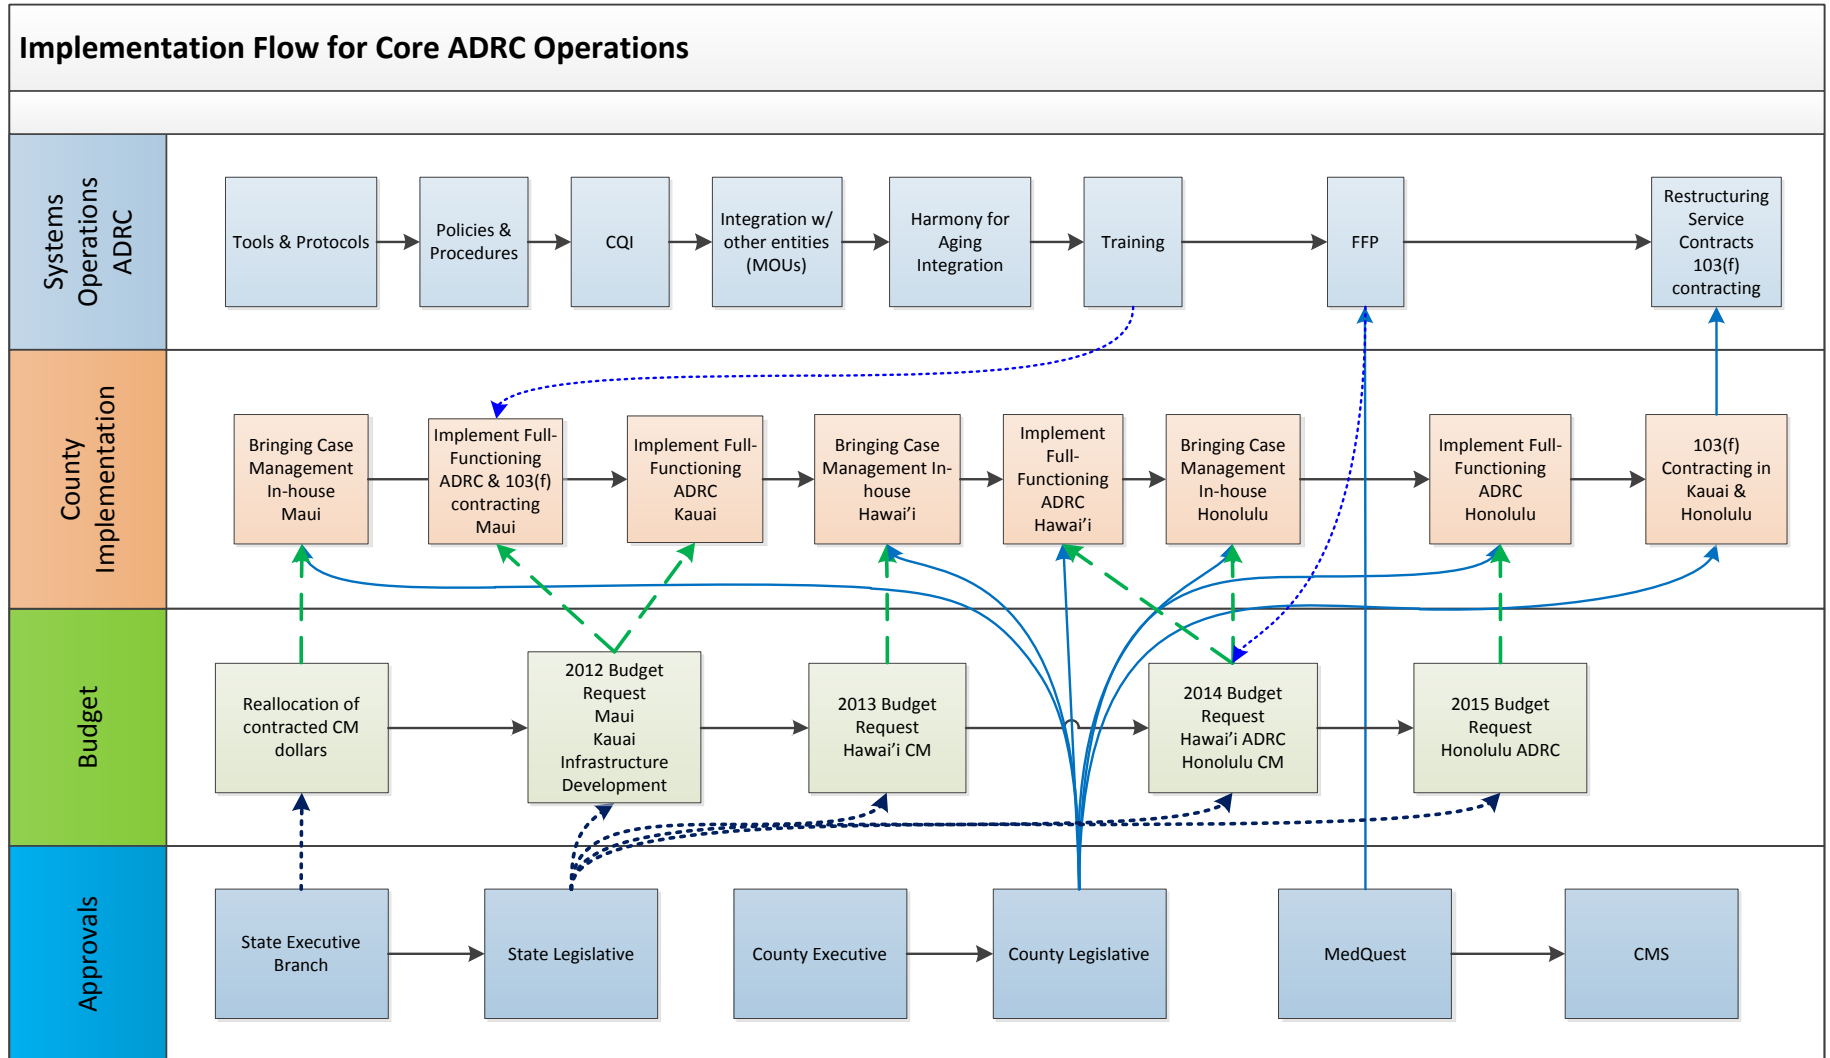 Implementation Flow for Core ADRC Operations
Systems
Operations
ADRC
Tools & Protocols
Policies &
Procedures
CQI
Integration w/
other entities
(MOUs)
Harmony for
Aging
Integration
Training
FFP
Restructuring
Service
Contracts
103(f)
contracting
County
Implementation
Bringing Case
Management
In-house
Maui
Implement Full-
Functioning
ADRC & 103(f)
contracting
Maui
Implement Full-
Functioning
ADRC
Kauai
Bringing Case
Management In-
house
Hawai’i
Implement
Full-
Functioning
ADRC
Hawai’i
Bringing Case
Management
In-house
Honolulu
Implement Full-
Functioning
ADRC
Honolulu
103(f)
Contracting in
Kauai &
Honolulu
Budget
Reallocation of
contracted CM
dollars
2012 Budget
Request
Maui
Kauai
Infrastructure
Development
2013 Budget
Request
Hawai’i CM
2014 Budget
Request
Hawai’i ADRC
Honolulu CM
2015 Budget
Request
Honolulu ADRC
Approvals
State Executive
Branch
State Legislative
County Executive
County Legislative
MedQuest
CMS